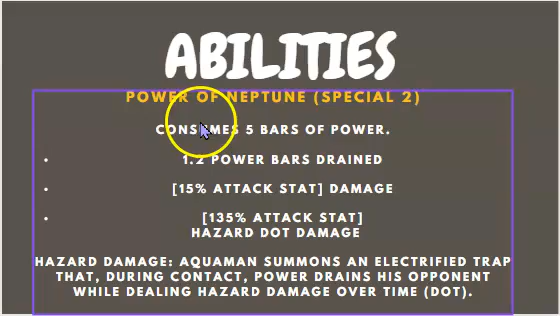 ABILITIES
POWER OF NEPTUNE (SPECIAL 2)
CONSUMES 5 BARS OF POWER.
• 1.2 POWER BARS DRAINED
• [15% ATTACK STAT] DAMAGE
• [135% ATTACK STAT]
HAZARD DOT DAMAGE
HAZARD DAMAGE: AQUAMAN SUMMONS AN ELECTRIFIED TRAP
THAT, DURING CONTACT, POWER DRAINS HIS OPPONENT
WHILE DEALING HAZARD DAMAGE OVER TIME (DOT).